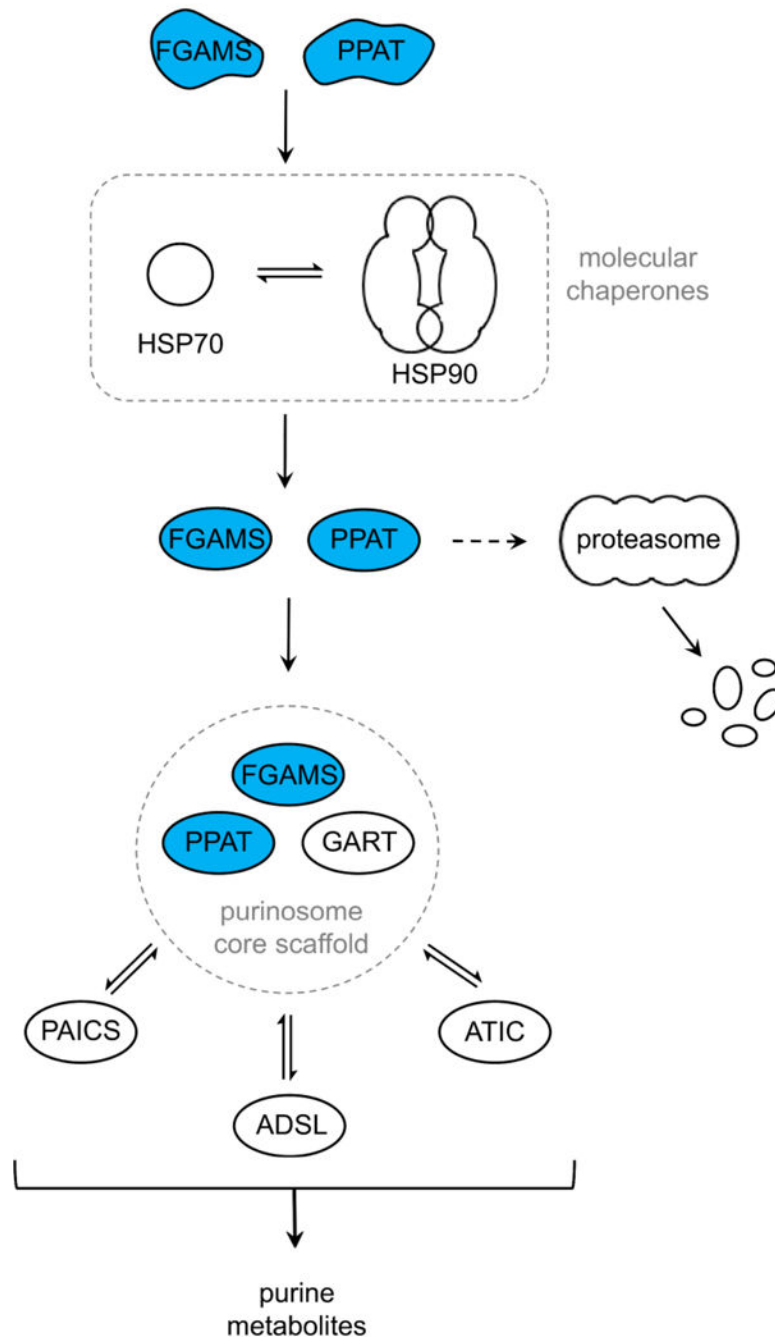 FGAMS
PPAT
HSP70
HSP90
molecular
chaperones
FGAMS
PPAT
proteasome
FGAMS
PPAT
GART
purinosome
core scaffold
PAICS
ADSL
ATIC
purine
metabolites